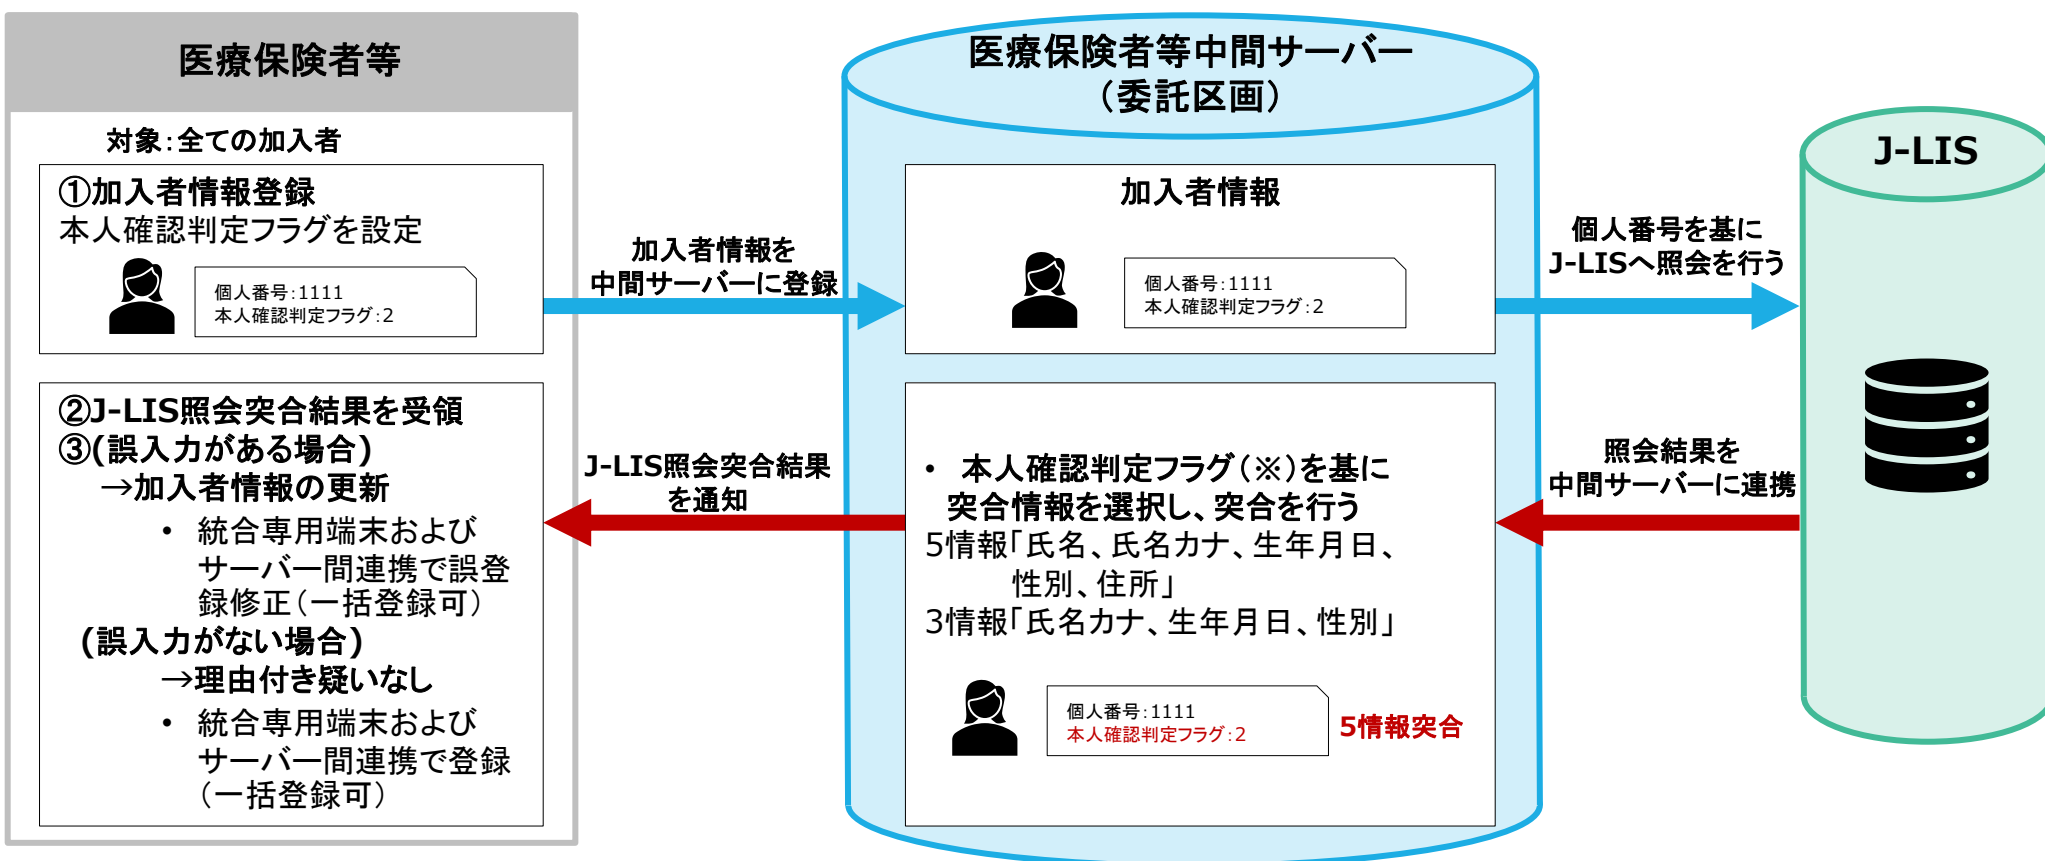 医療保険者等
対象：全ての加入者
①加入者情報登録
本人確認判定フラグを設定
個人番号：1111
本人確認判定フラグ：2
②J-LIS照会突合結果を受領
③(誤入力がある場合)
→加入者情報の更新
• 統合専用端末および
サーバー間連携で誤登
録修正（一括登録可）
(誤入力がない場合)
→理由付き疑いなし
• 統合専用端末および
サーバー間連携で登録
（一括登録可）
加入者情報を
中間サーバーに登録
J-LIS照会突合結果
を通知
医療保険者等中間サーバー
（委託区画）
加入者情報
個人番号：1111
本人確認判定フラグ：2
• 本人確認判定フラグ（※）を基に
突合情報を選択し、突合を行う
5情報「氏名、氏名カナ、生年月日、
性別、住所」
3情報「氏名カナ、生年月日、性別」
個人番号：1111
本人確認判定フラグ：2
5情報突合
個人番号を基に
J-LISへ照会を行う
照会結果を
中間サーバーに連携
J-LIS